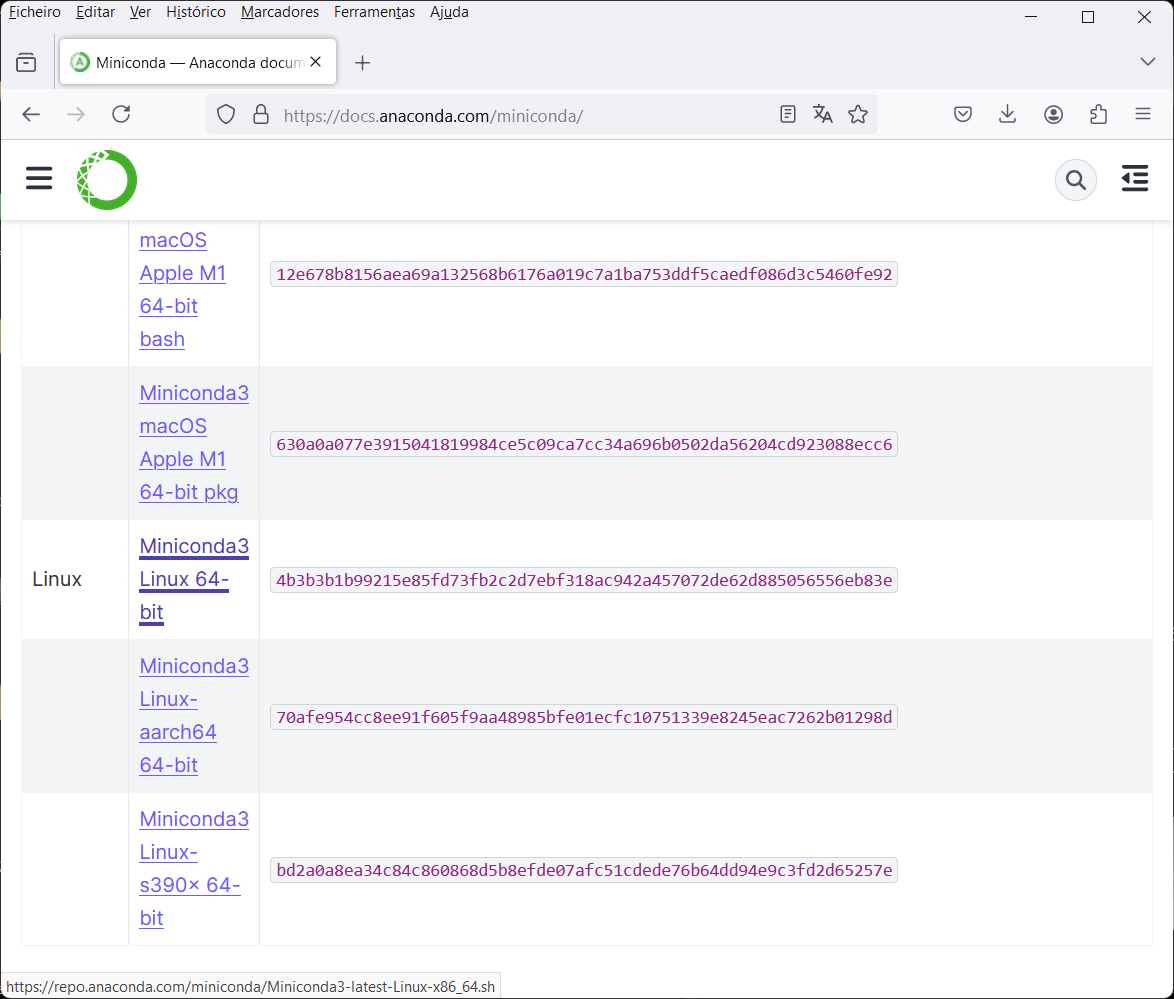 Ficheiro Editar Ver Histórico Marcadores Ferramentas Ajuda
Miniconda — Anaconda docum
https://docs.anaconda.com/miniconda/
macOS
Apple M1
64-bit
bash
12e678b8156aea69a132568b6176a019c7a1ba753ddf5caedf086d3c5460fe92
Miniconda3
macOS
Apple M1
64-bit pkg
630a0a077e3915041819984ce5c09ca7cc34a696b0502da56204cd923088ecc6
Linux
Miniconda3
Linux 64-
bit
4b3b3b1b99215e85fd73fb2c2d7ebf318ac942a457072de62d885056556eb83e
Miniconda3
Linux-
aarch64
64-bit
70afe954cc8ee91f605f9aa48985bfe01ecfc10751339e8245eac7262b01298d
Miniconda3
Linux-
s390× 64-
bit
bd2a0a8ea34c84c860868d5b8efde07afc51cdede76b64dd94e9c3fd2d65257e
https://repo.anaconda.com/miniconda/Miniconda3-latest-Linux-x86_64.sh